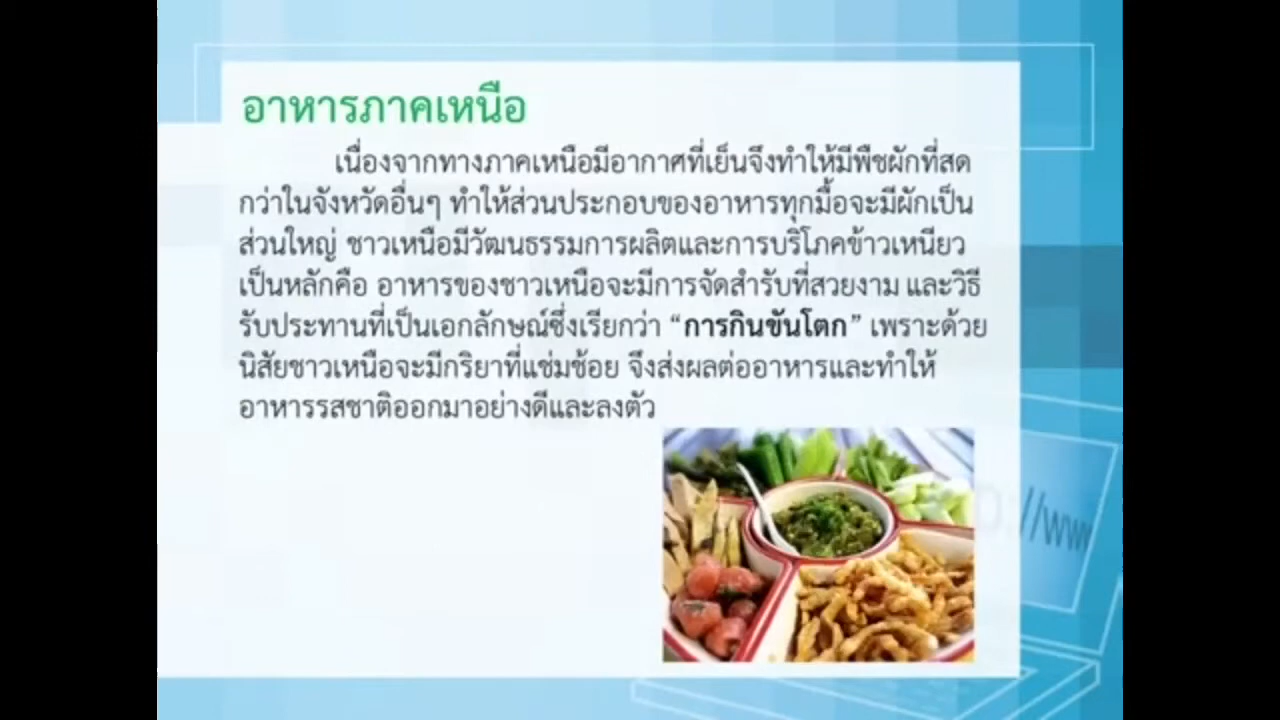 อาหารภาคเหนือ
เนื่องจากทางภาคเหนือมีอากาศที่เย็นจึงทำให้มีพืชผักที่สด
กว่าในจังหวัดอื่นๆ ทำให้ส่วนประกอบของอาหารทุกมื้อจะมีผักเป็น
ส่วนใหญ่ ชาวเหนือมีวัฒนธรรมการผลิตและการบริโภคข้าวเหนียว
เป็นหลักคือ อาหารของชาวเหนือจะมีการจัดสำรับที่สวยงาม และวิธี
รับประทานที่เป็นเอกลักษณ์ซึ่งเรียกว่า “การกินขันโตก” เพราะด้วย
นิสัยชาวเหนือจะมีกริยาที่แช่มช้อย จึงส่งผลต่ออาหารและทำให้
อาหารรสชาติออกมาอย่างดีและลงตัว
://www